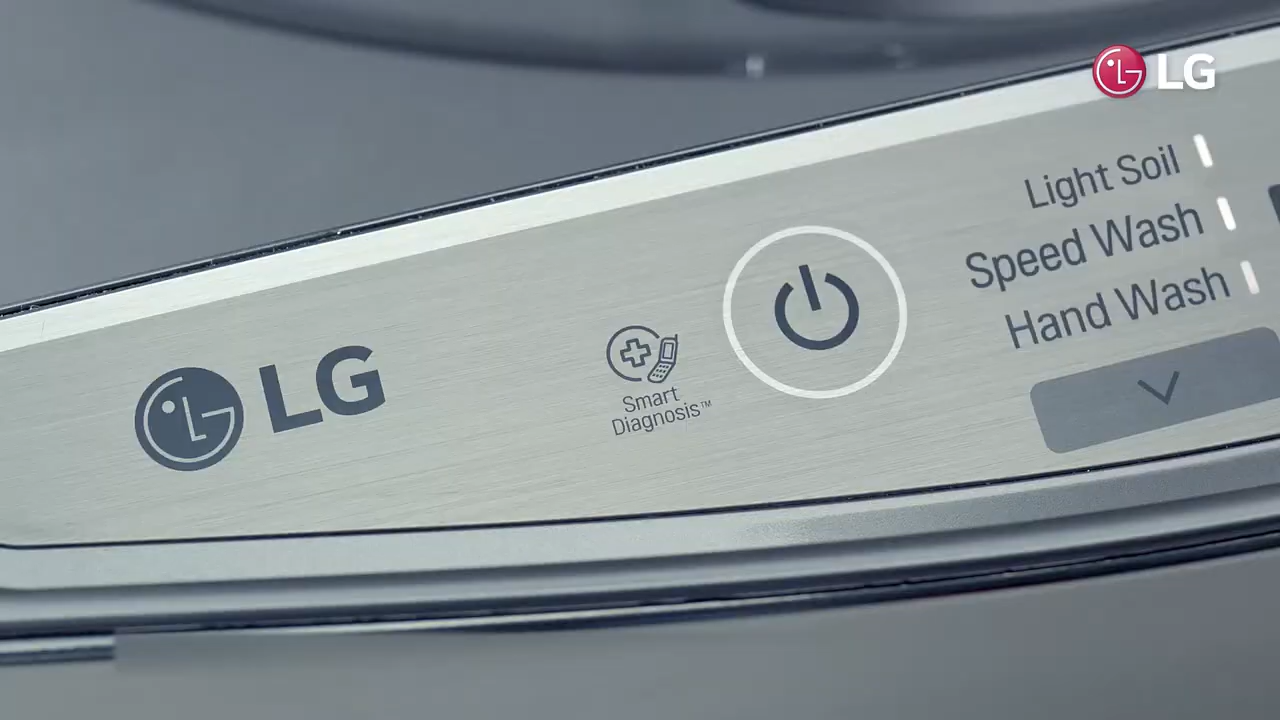 LG
Light Soil
Speed Wash
Hand Wash
Smart
Diagnosis™
LG